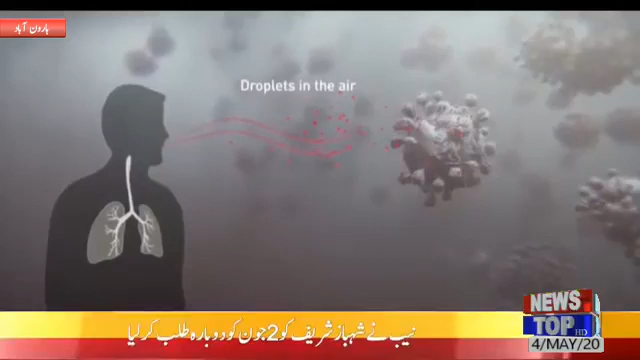 ہارون آباد
Droplets in the air
نیب نے شہباز شریف کو 2 جون کو دوبارہ طلب کر لیا
NEWS
TOP HD
4/MAY/20